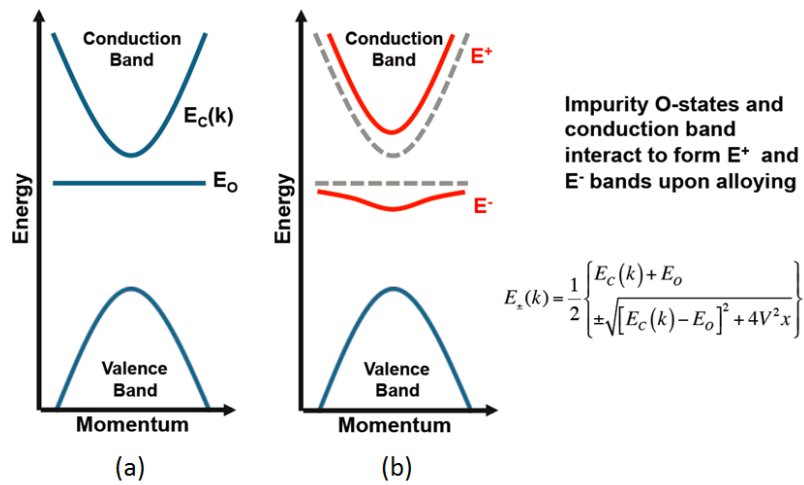 Conduction
Band
E_C(k)
E_O
Energy
Valence
Band
Momentum
(a)
Conduction
Band
E⁺
E⁻
Energy
Valence
Band
Momentum
(b)
Impurity O-states and
conduction band
interact to form E⁺ and
E⁻ bands upon alloying
E_±(k) = 1/2 { E_C(k) + E_O
±√([E_C(k) − E_O]² + 4V²x) }